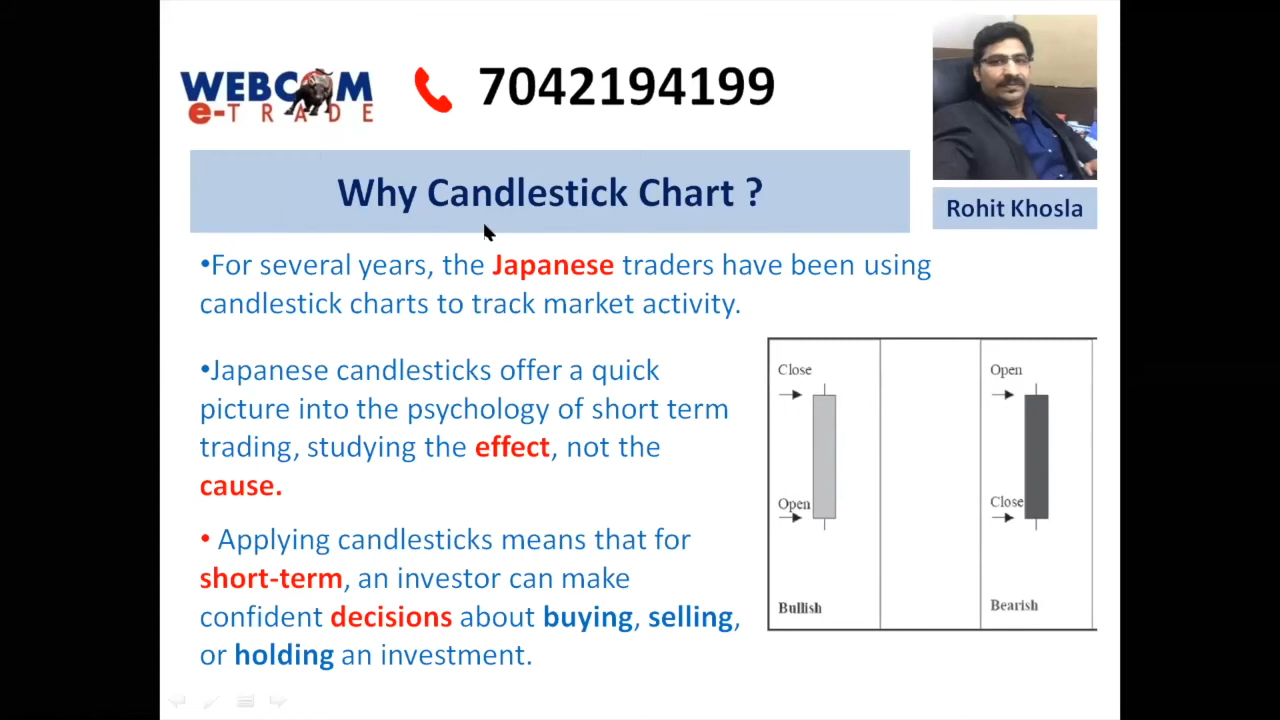 WEBCOM
e-TRADE
7042194199
Rohit Khosla
Why Candlestick Chart ?
•For several years, the Japanese traders have been using
candlestick charts to track market activity.
•Japanese candlesticks offer a quick
picture into the psychology of short term
trading, studying the effect, not the
cause.
• Applying candlesticks means that for
short-term, an investor can make
confident decisions about buying, selling,
or holding an investment.
Close
Open
Bullish
Open
Close
Bearish